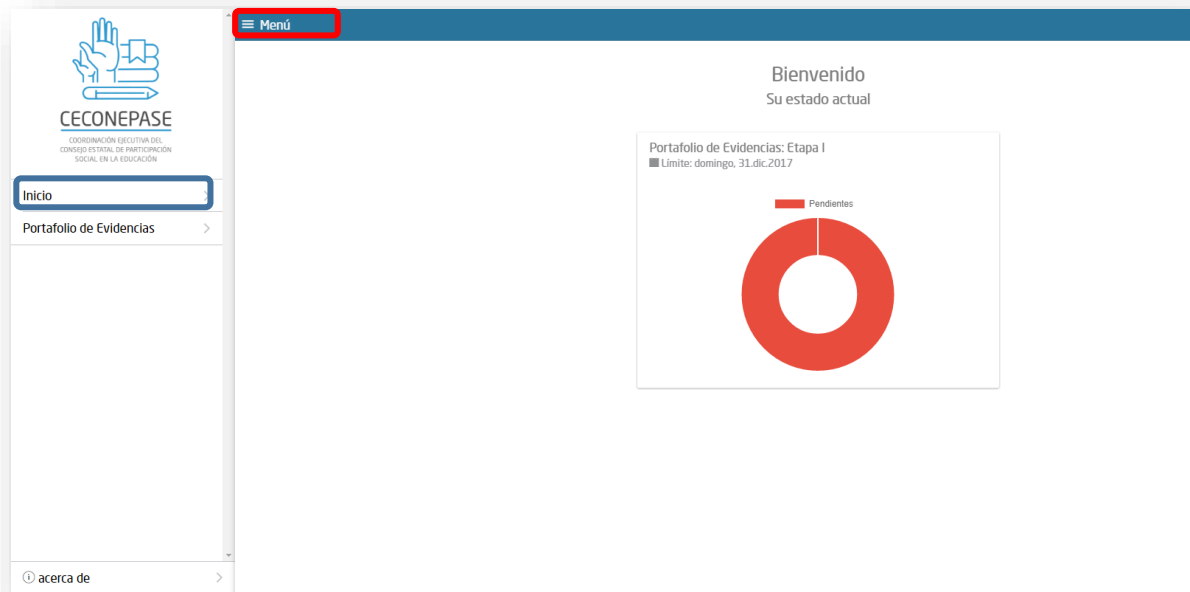 Menú
CECONEPASE
COORDINACIÓN EJECUTIVA DEL
CONSEJO ESTATAL DE PARTICIPACIÓN
SOCIAL EN LA EDUCACIÓN
Inicio
Portafolio de Evidencias
acerca de
Bienvenido
Su estado actual
Portafolio de Evidencias: Etapa I
Límite: domingo, 31.dic.2017
Pendientes